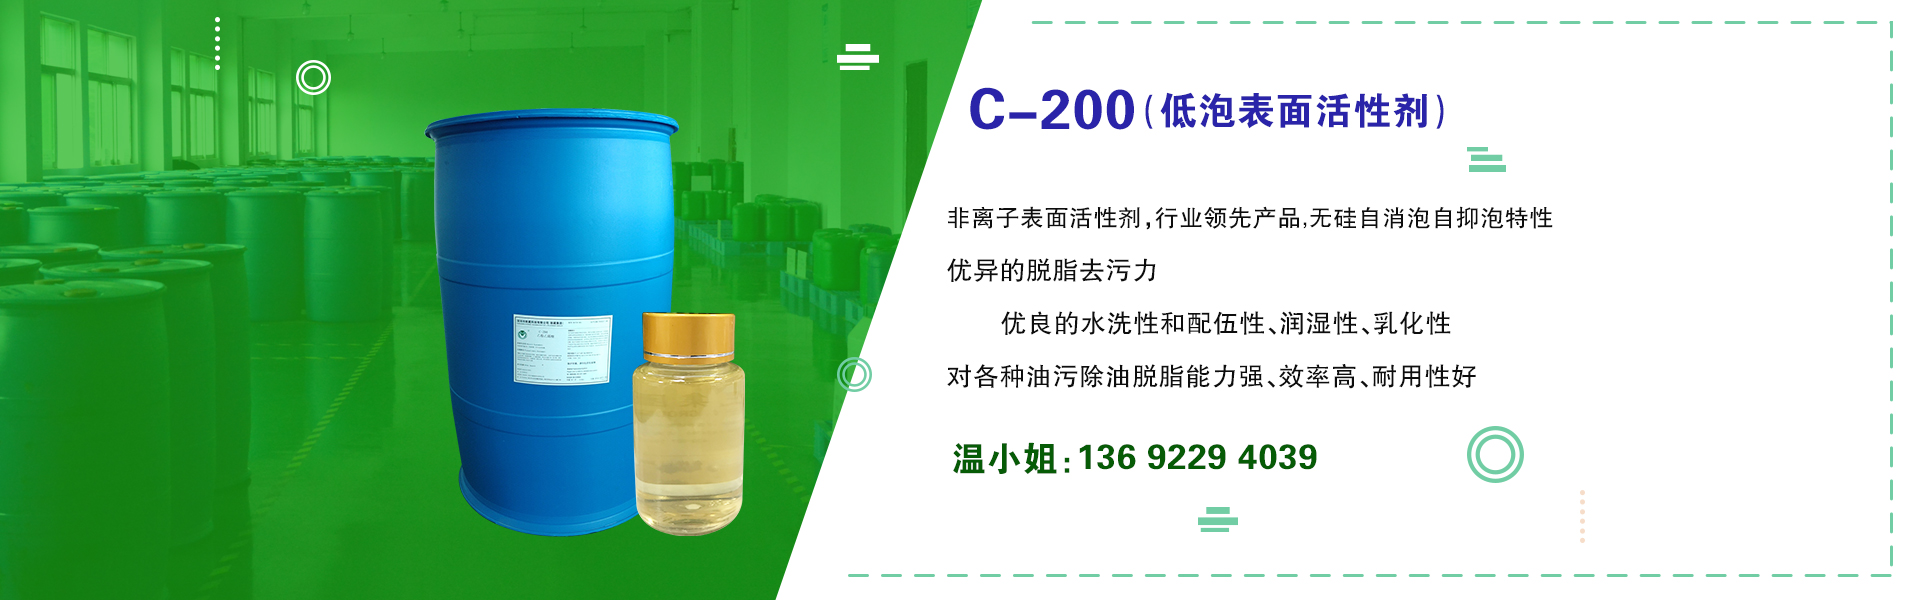 C-200(低泡表面活性剂)
非离子表面活性剂,行业领先产品,无硅自消泡自抑泡特性
优异的脱脂去污力
优良的水洗性和配伍性、润湿性、乳化性
对各种油污除油脱脂能力强、效率高、耐用性好
温小姐:136 9229 4039